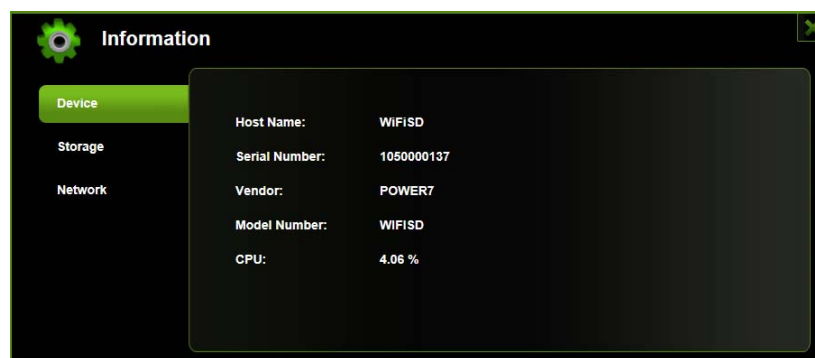 Information
Device
Storage
Network
Host Name: WiFiSD
Serial Number: 1050000137
Vendor: POWER7
Model Number: WIFISD
CPU: 4.06 %